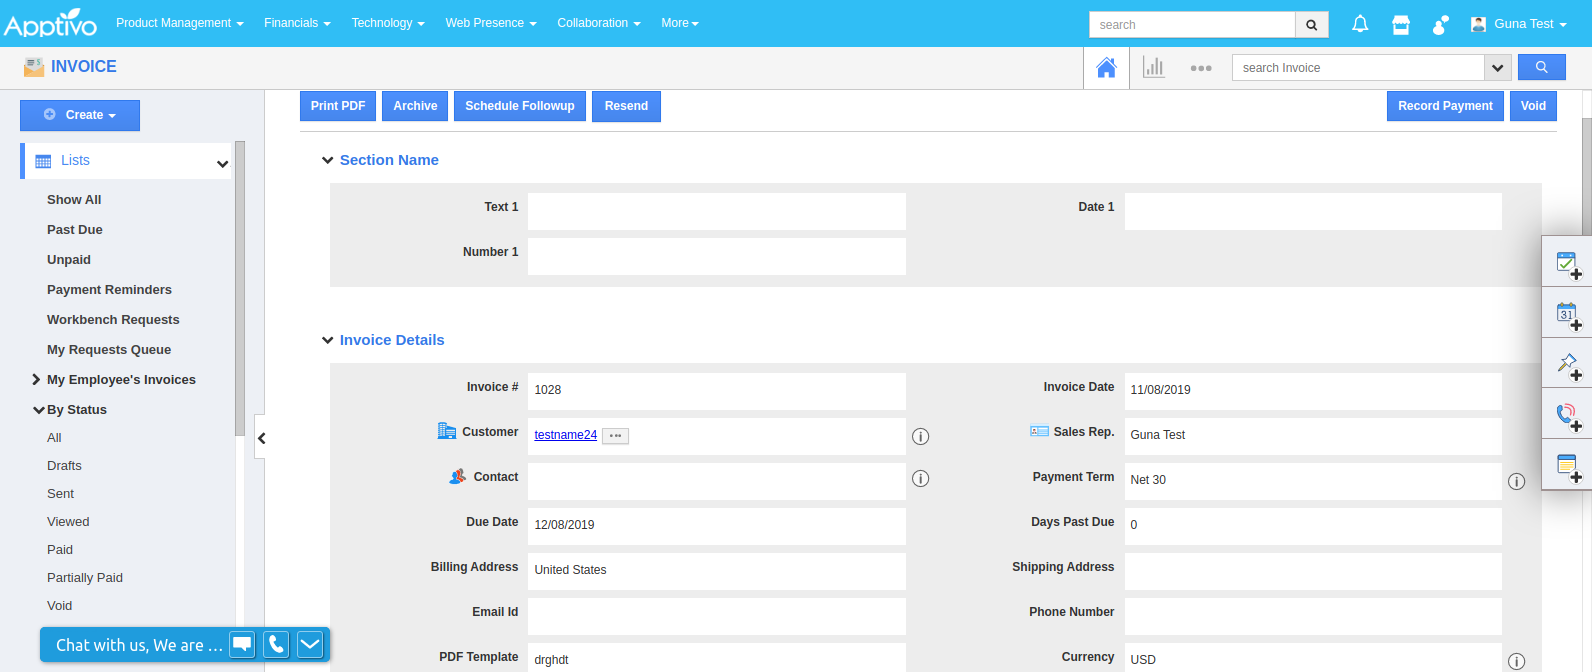 Apptivo
Product Management
Financials
Technology
Web Presence
Collaboration
More
search
Guna Test
INVOICE
search Invoice
Create
Print PDF
Archive
Schedule Followup
Resend
Record Payment
Void
Lists
Show All
Past Due
Unpaid
Payment Reminders
Workbench Requests
My Requests Queue
My Employee's Invoices
By Status
All
Drafts
Sent
Viewed
Paid
Partially Paid
Void
Chat with us, We are ...
Section Name
Text 1
Date 1
Number 1
Invoice Details
Invoice # 1028
Invoice Date 11/08/2019
Customer testname24
Sales Rep. Guna Test
Contact
Payment Term Net 30
Due Date 12/08/2019
Days Past Due 0
Billing Address United States
Shipping Address
Email Id
Phone Number
PDF Template drghdt
Currency USD
31